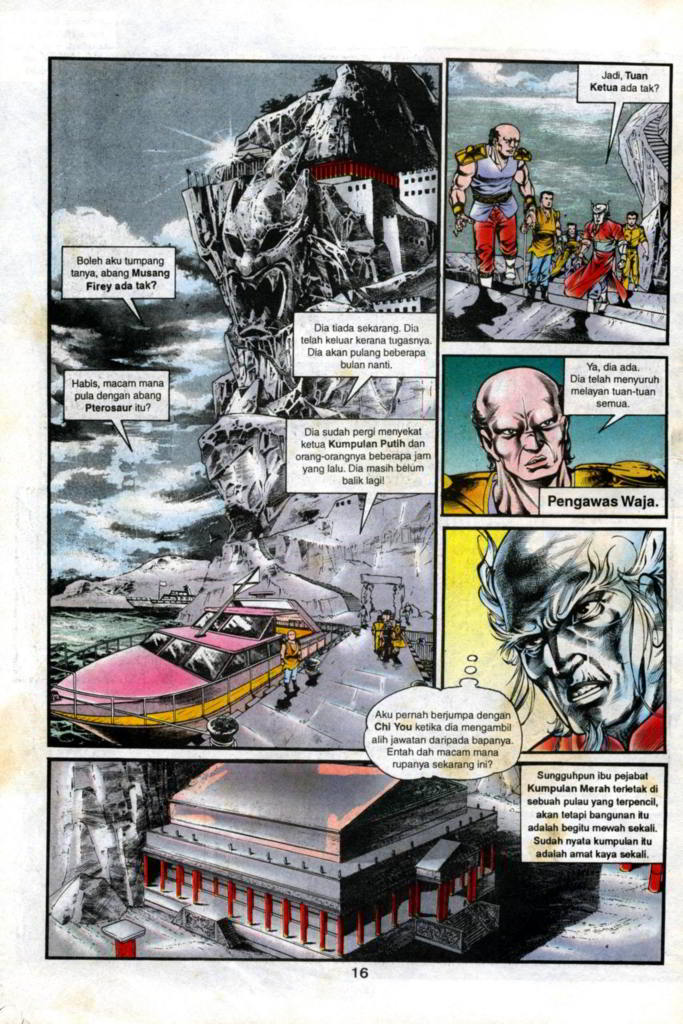 Boleh aku tumpang
tanya, abang Musang
Firey ada tak?
Dia tiada sekarang. Dia
telah keluar kerana tugasnya.
Dia akan pulang beberapa
bulan nanti.
Habis, macam mana
pula dengan abang
Pterosaur itu?
Dia sudah pergi menyekat
ketua Kumpulan Putih dan
orang-orangnya beberapa jam
yang lalu. Dia masih belum
balik lagi!
Jadi, Tuan
Ketua ada tak?
Ya, dia ada.
Dia telah menyuruh
melayan tuan-tuan
semua.
Pengawas Waja.
Aku pernah berjumpa dengan
Chi You ketika dia mengambil
alih jawatan daripada bapanya.
Entah dah macam mana
rupanya sekarang ini?
Sungguhpun ibu pejabat
Kumpulan Merah terletak di
sebuah pulau yang terpencil,
akan tetapi bangunan itu
adalah begitu mewah sekali.
Sudah nyata kumpulan itu
adalah amat kaya sekali.
16